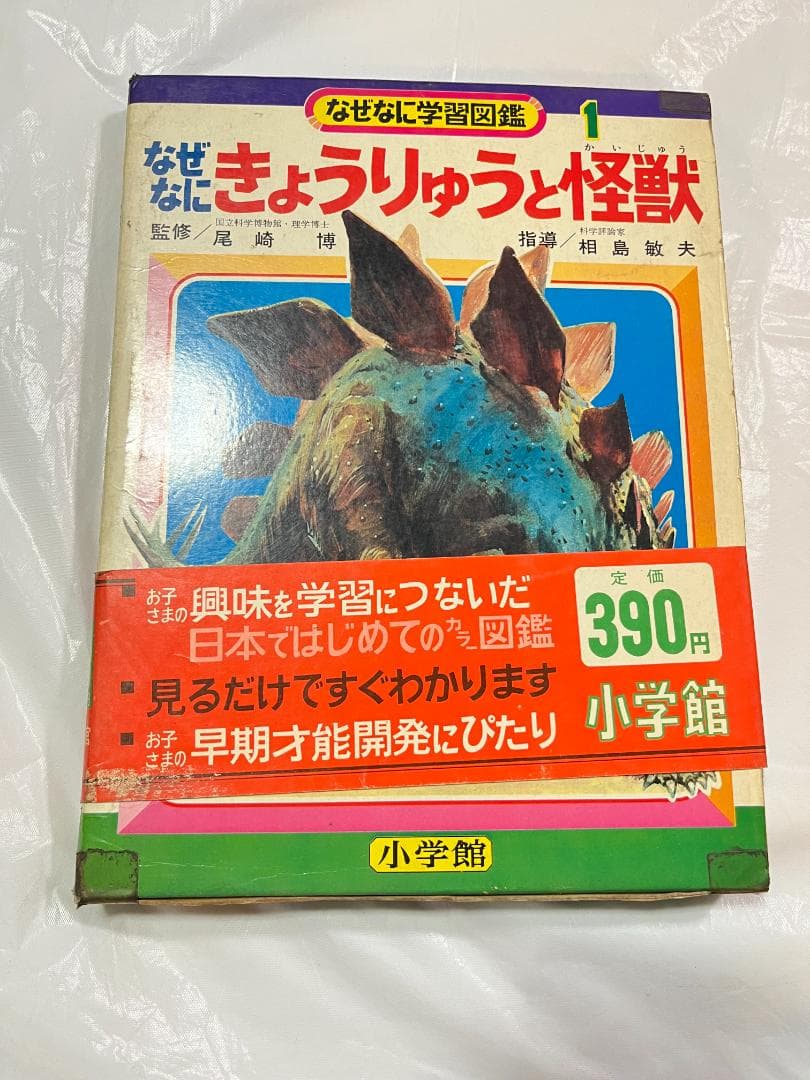 なぜなに学習図鑑
1
なぜ
なに
きょうりゅうと怪獣
かいじゅう
国立科学博物館・理学博士
監修/尾崎 博
科学評論家
指導/相島敏夫
■お子さまの興味を学習につないだ
日本ではじめてのカラー図鑑
■見るだけですぐわかります
■お子さまの早期才能開発にぴたり
定価
390円
小学館
小学館
館